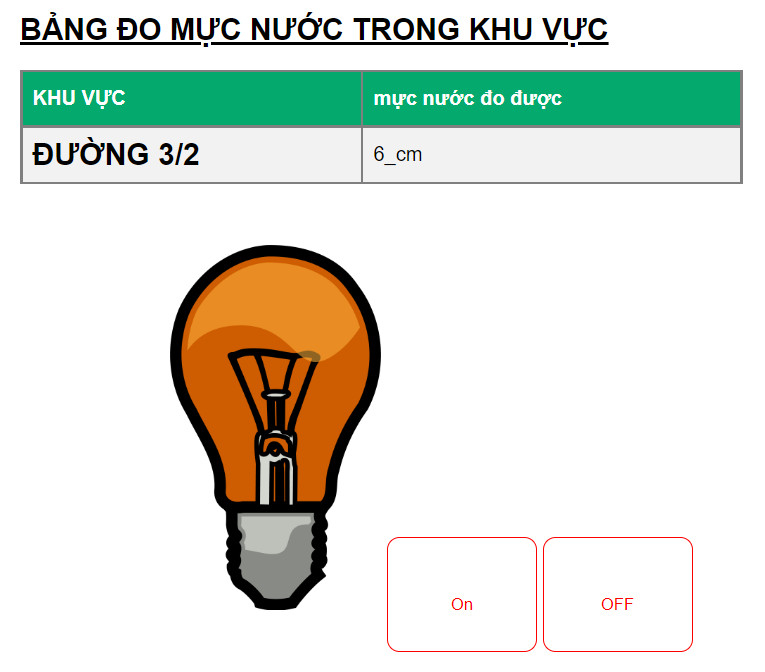 BẢNG ĐO MỰC NƯỚC TRONG KHU VỰC
KHU VỰC mực nước đo được
ĐƯỜNG 3/2 6_cm
On OFF